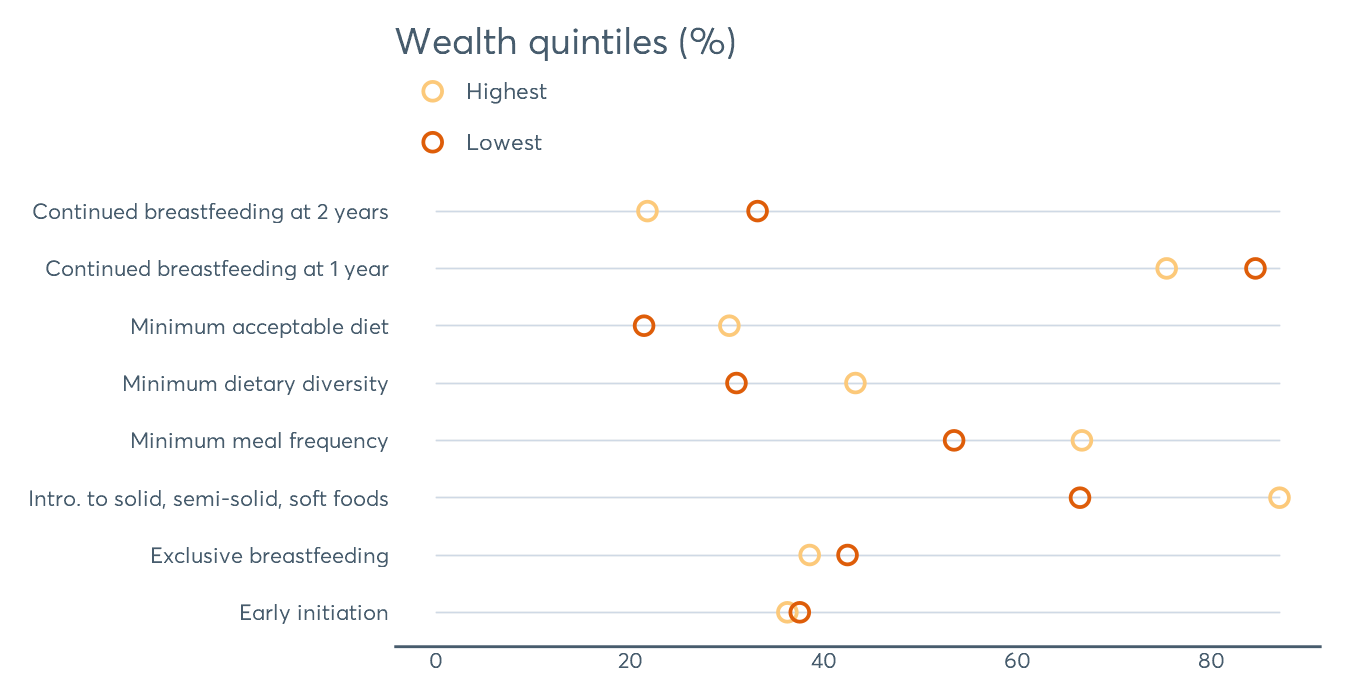 Wealth quintiles (%)
Highest
Lowest
Continued breastfeeding at 2 years
Continued breastfeeding at 1 year
Minimum acceptable diet
Minimum dietary diversity
Minimum meal frequency
Intro. to solid, semi-solid, soft foods
Exclusive breastfeeding
Early initiation
0 20 40 60 80